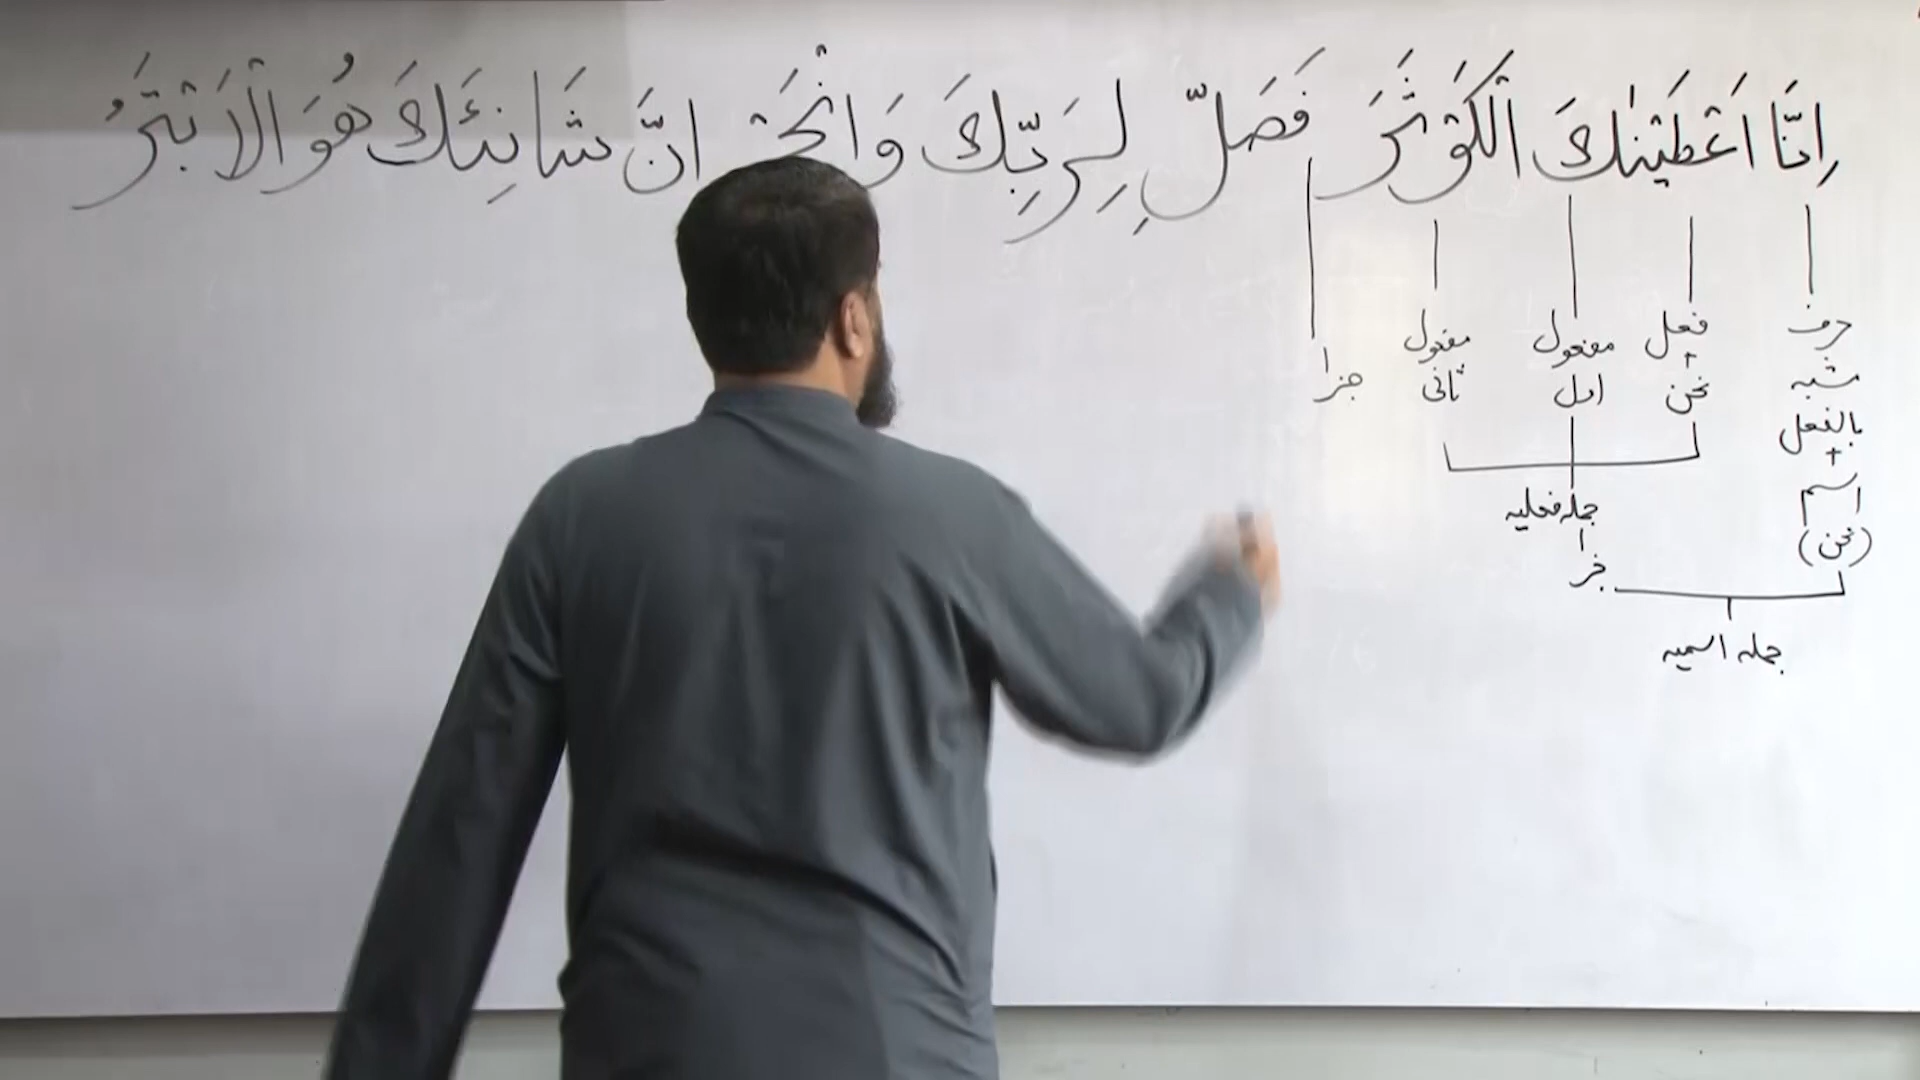 اِنَّا اَعْطَيْنٰكَ الْكَوْثَرَ فَصَلِّ لِرَبِّكَ وَانْحَرْ اِنَّ شَانِئَكَ هُوَ الْاَبْتَرُ
حرف مشبه بالفعل + اسم (نحن)
فعل + نحن
مفعول اول
مفعول ثانی
جزا
جملہ فعلیہ
خبر
جملہ اسمیہ